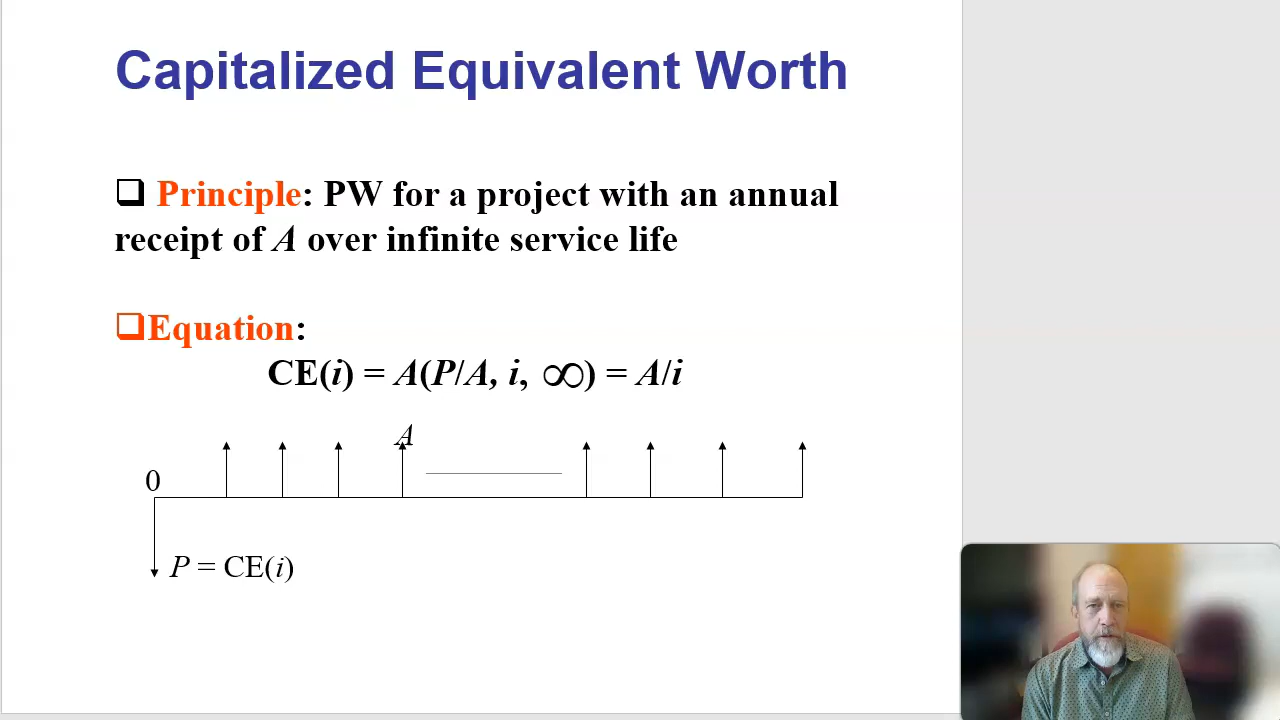 Capitalized Equivalent Worth
❑ Principle: PW for a project with an annual
receipt of A over infinite service life
❑Equation:
CE(i) = A(P/A, i, ∞) = A/i
A
0
P = CE(i)